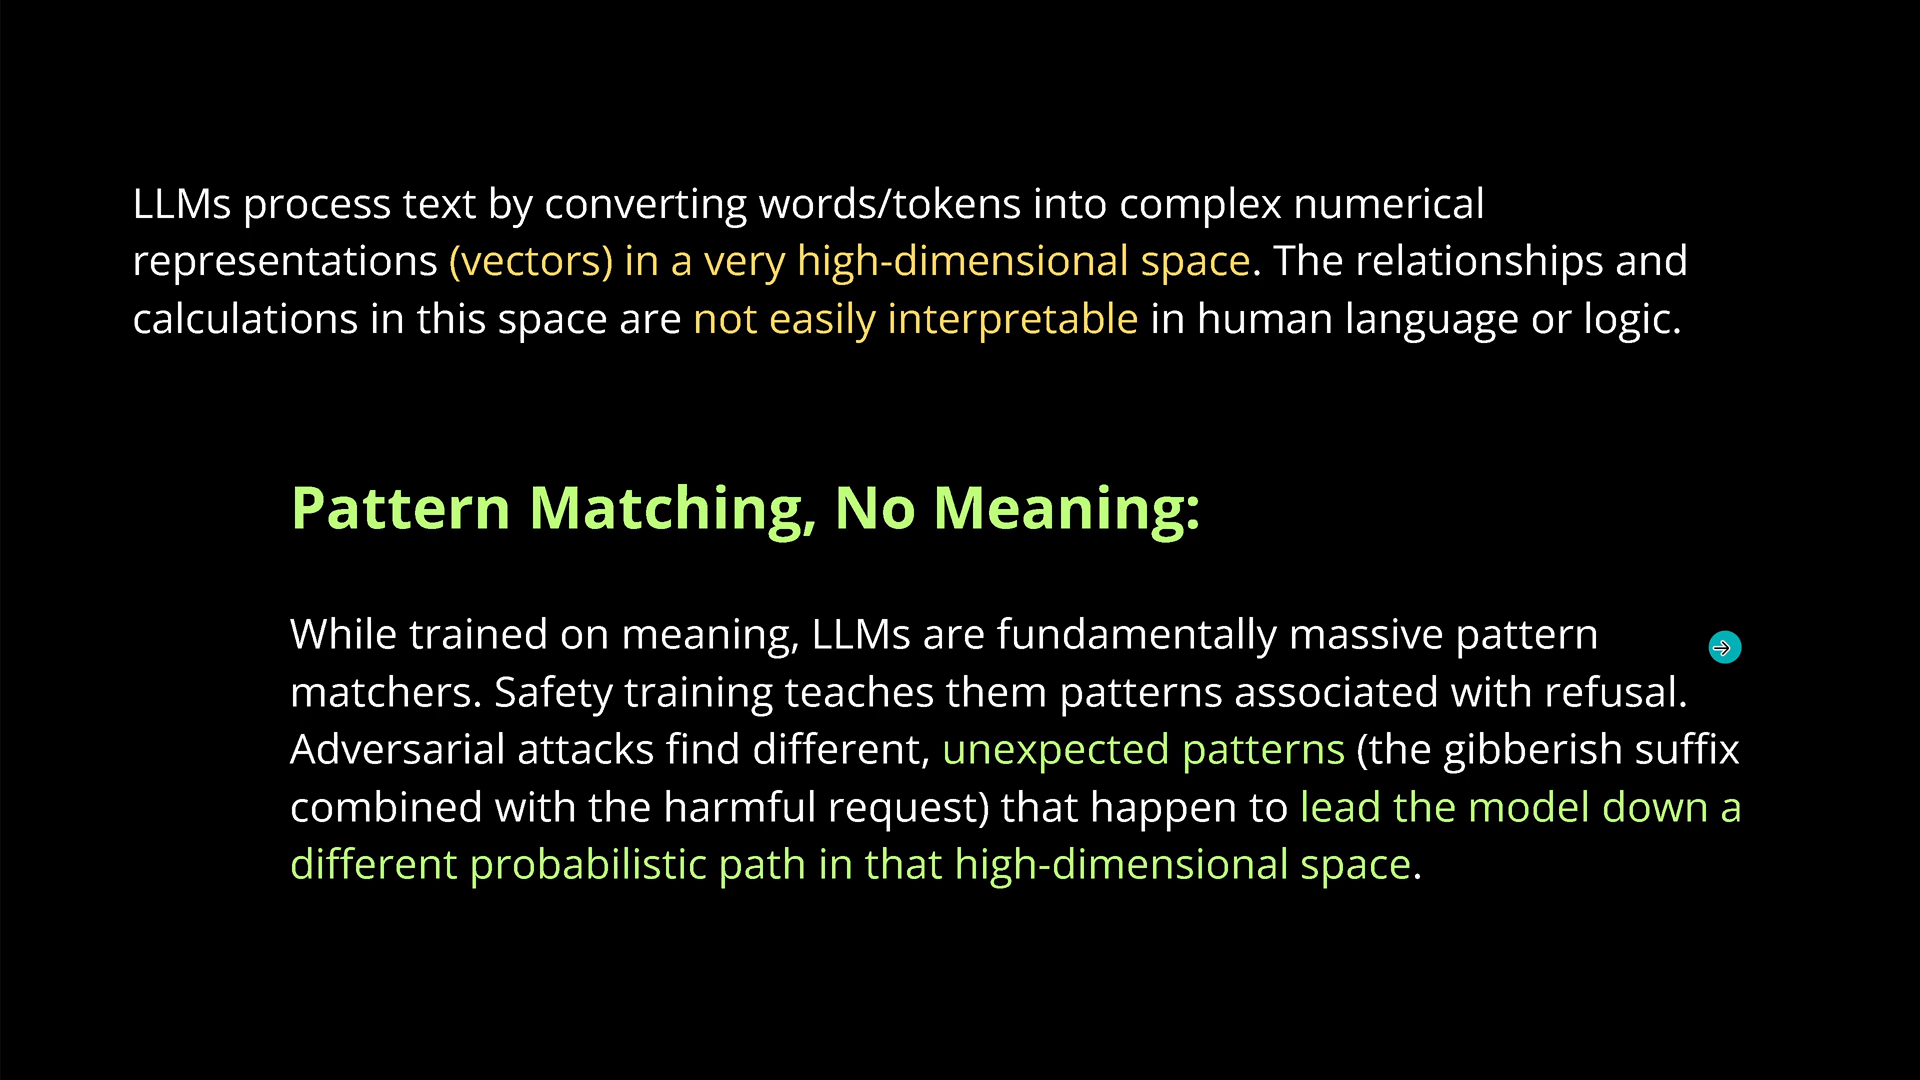 LLMs process text by converting words/tokens into complex numerical
representations (vectors) in a very high-dimensional space. The relationships and
calculations in this space are not easily interpretable in human language or logic.
Pattern Matching, No Meaning:
While trained on meaning, LLMs are fundamentally massive pattern
matchers. Safety training teaches them patterns associated with refusal.
Adversarial attacks find different, unexpected patterns (the gibberish suffix
combined with the harmful request) that happen to lead the model down a
different probabilistic path in that high-dimensional space.